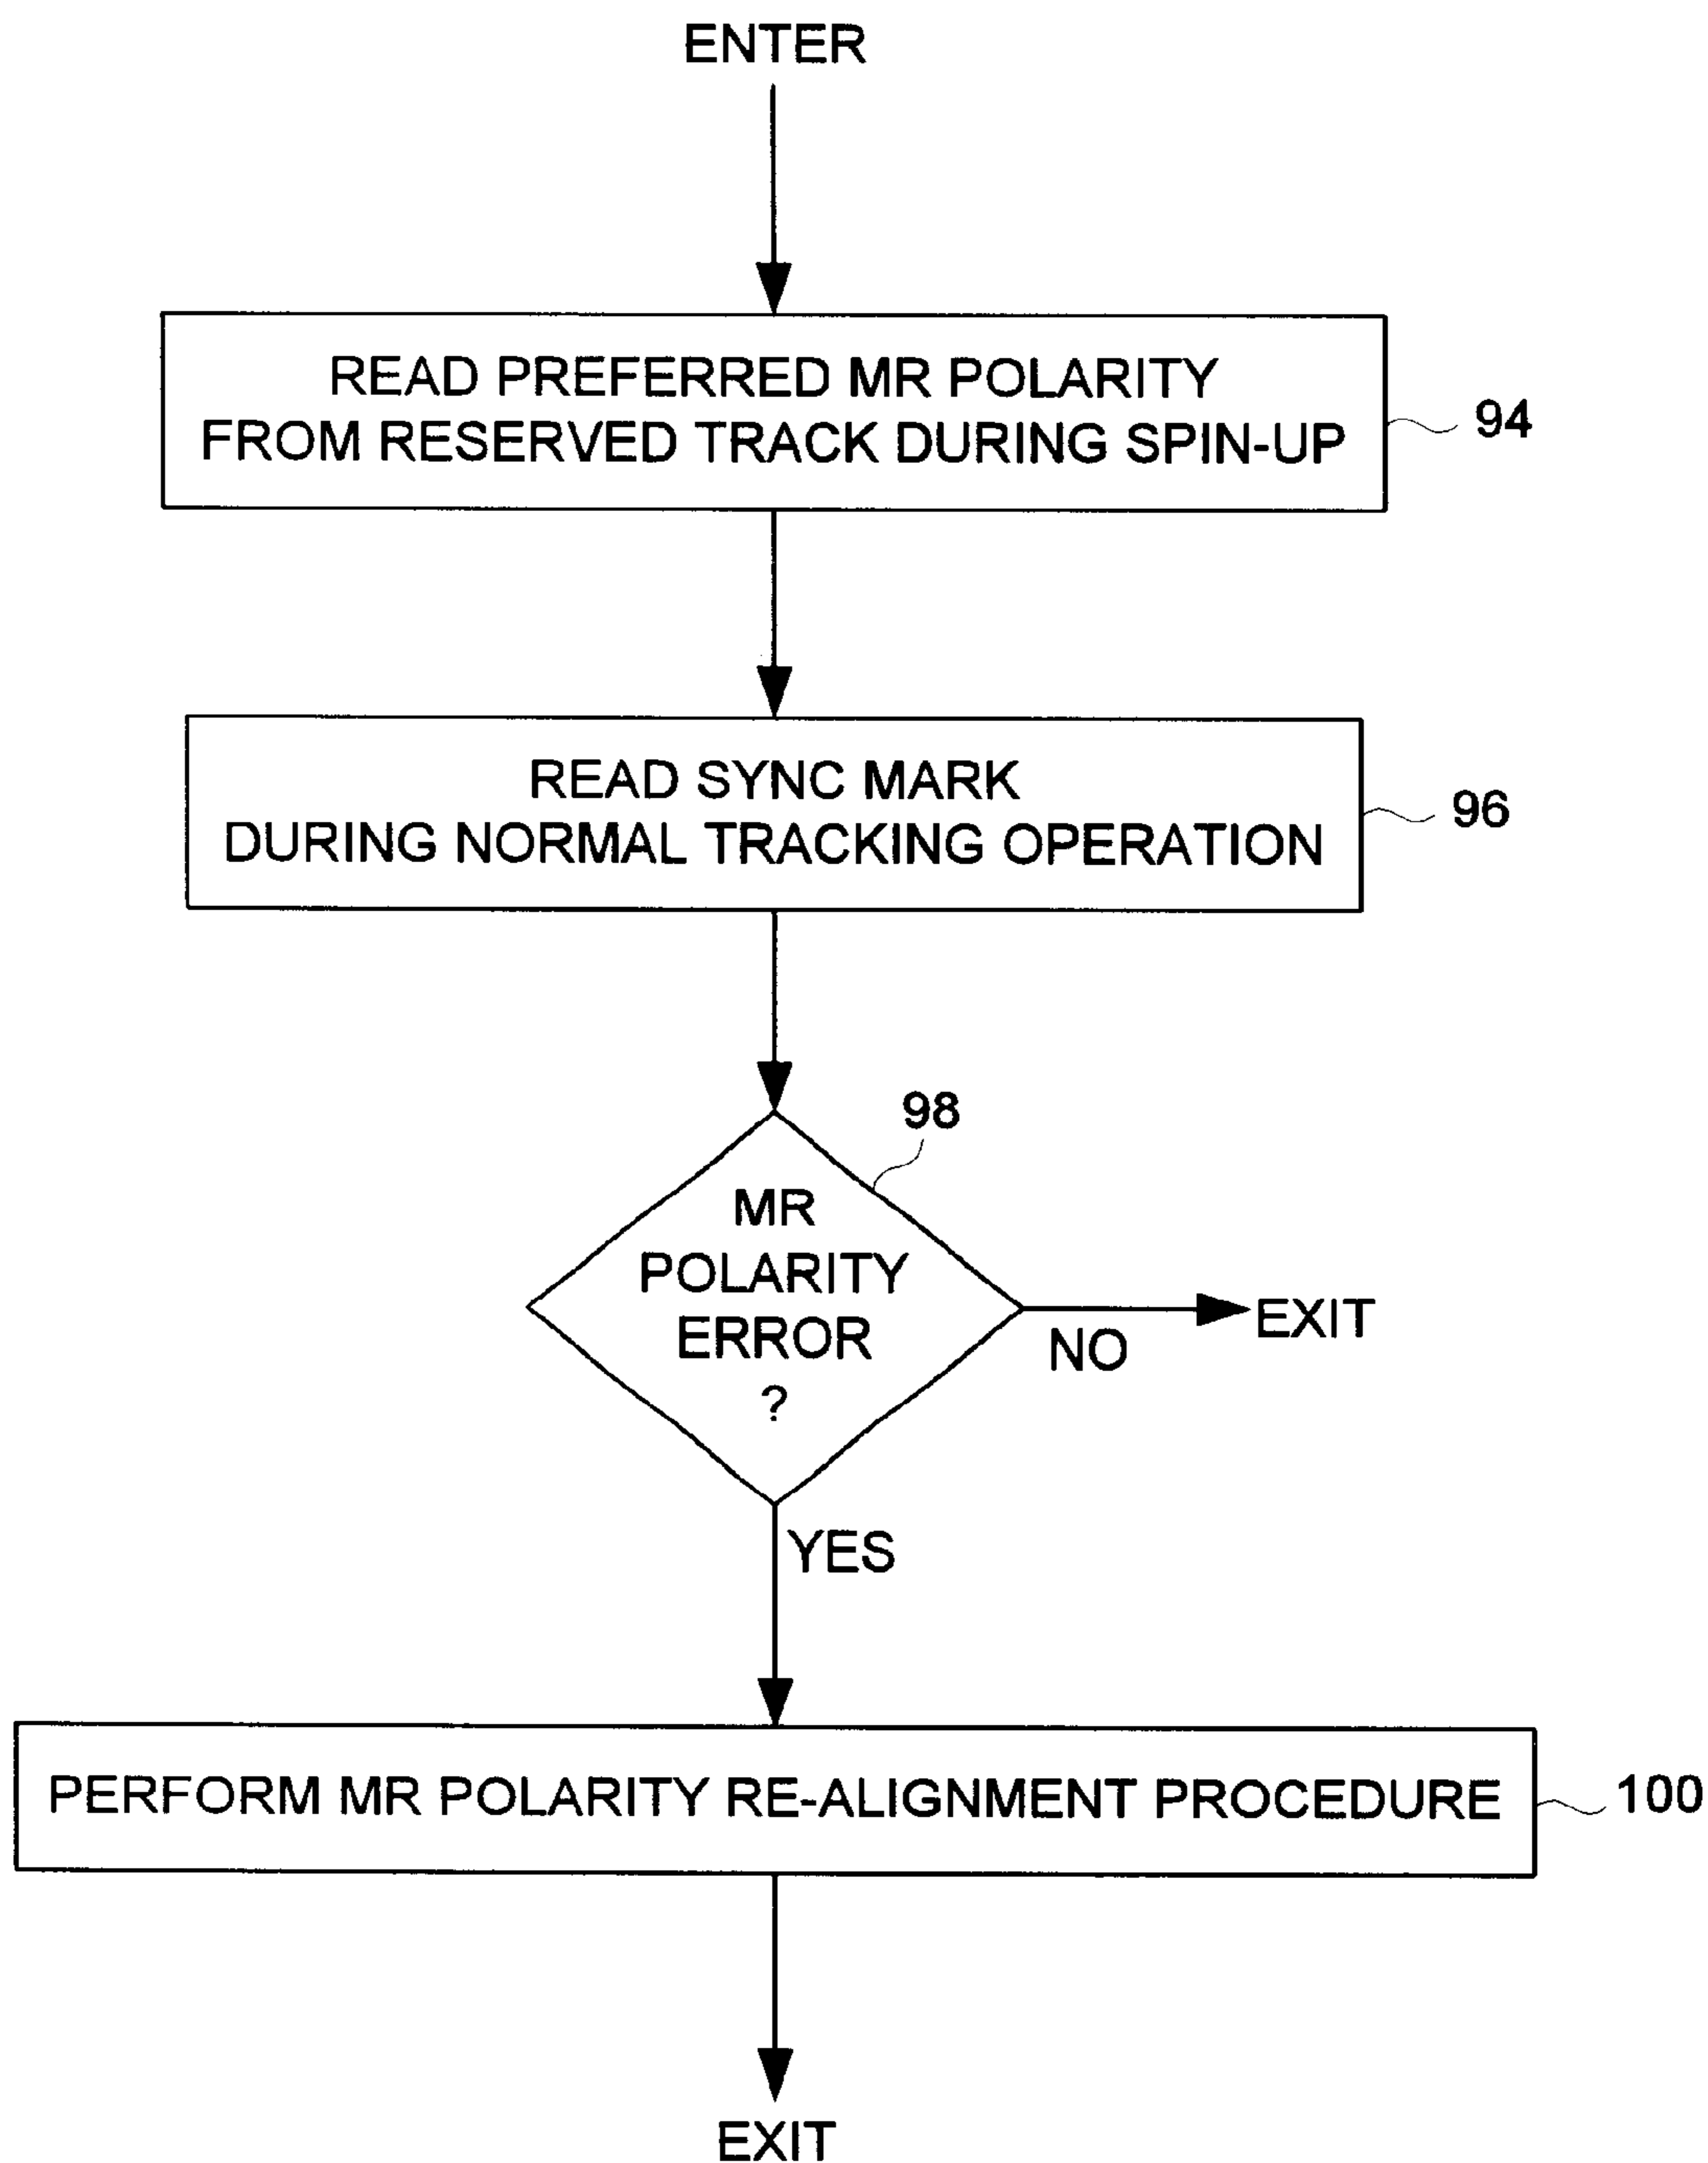 ENTER
READ PREFERRED MR POLARITY
FROM RESERVED TRACK DURING SPIN-UP
94
READ SYNC MARK
DURING NORMAL TRACKING OPERATION
96
98
MR
POLARITY
ERROR
?
NO
EXIT
YES
PERFORM MR POLARITY RE-ALIGNMENT PROCEDURE
100
EXIT